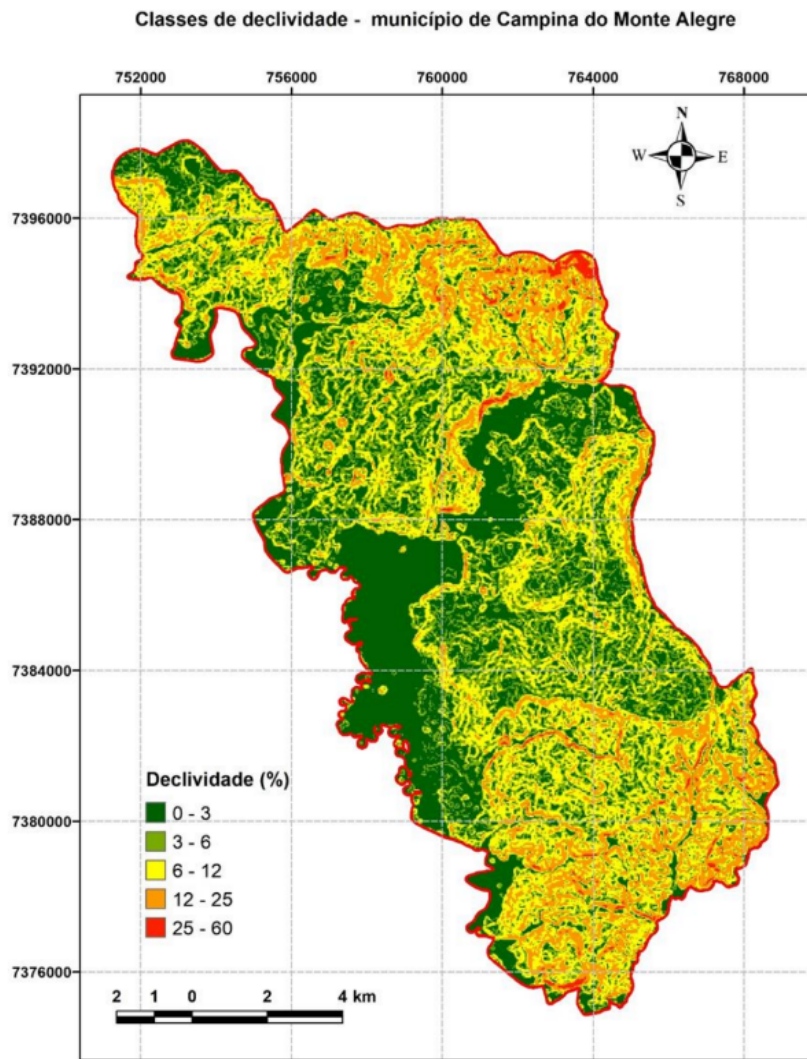 Classes de declividade - município de Campina do Monte Alegre
752000 756000 760000 764000 768000
N
W E
S
7396000
7392000
7388000
7384000
Declividade (%)
0 - 3
7380000
3 - 6
6 - 12
12 - 25
25 - 60
7376000
2 1 0 2 4 km